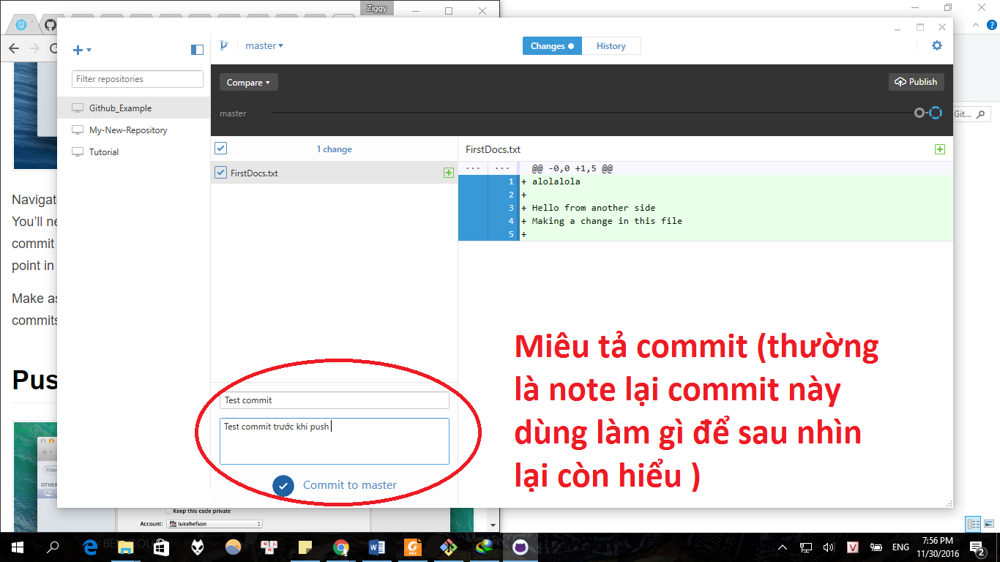 Ziggy
master
Changes
History
Filter repositories
Compare
Publish
Github_Example
master
Git...
My-New-Repository
Tutorial
1 change
FirstDocs.txt
FirstDocs.txt
... ... @@ -0,0 +1,5 @@
1 + alolalola
2 +
3 + Hello from another side
4 + Making a change in this file
5 +
Navigat
You'll ne
commit
point in
Make as
commits
Pus
Test commit
Test commit trước khi push
Commit to master
Miêu tả commit (thường
là note lại commit này
dùng làm gì để sau nhìn
lại còn hiểu )
Filter
OTHER
Keep this code private
Account: lukehefson
ENG
7:56 PM
11/30/2016
2